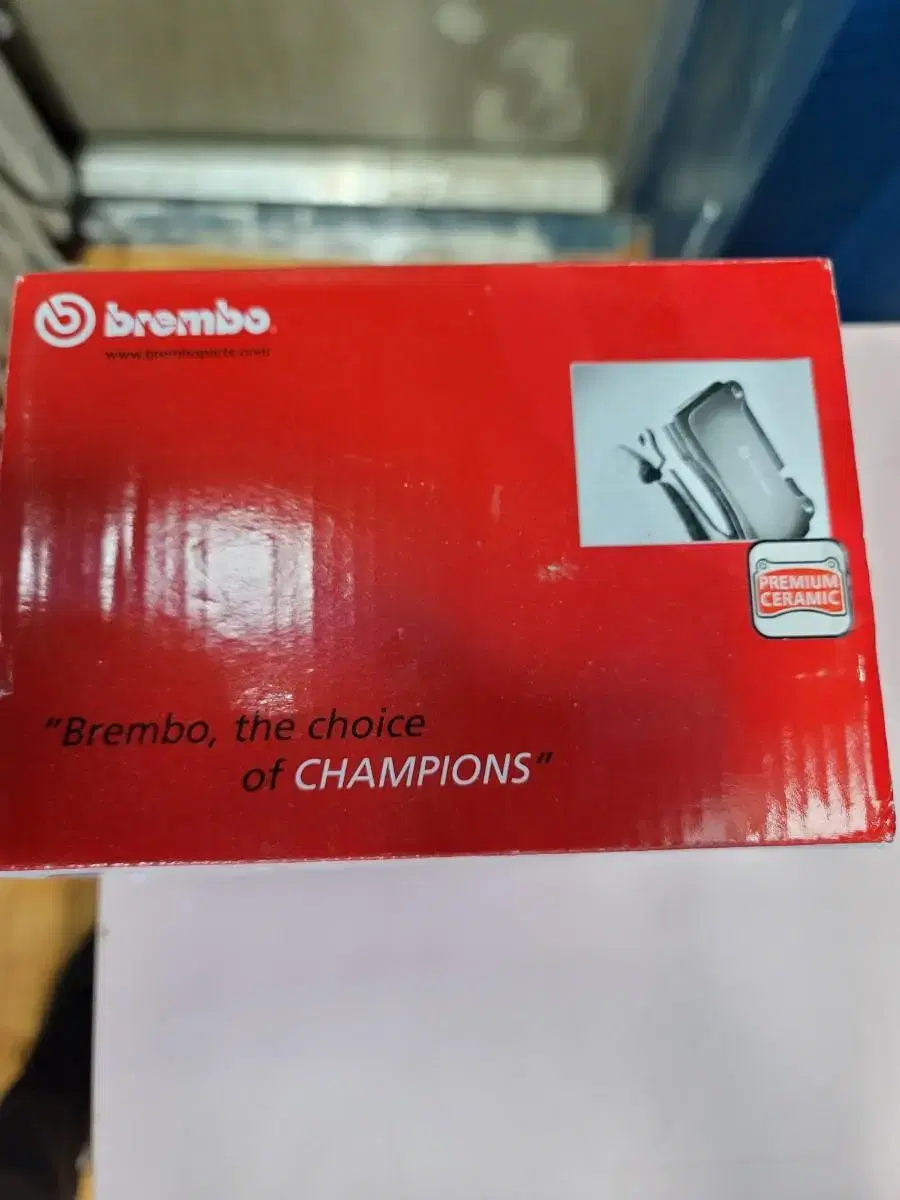 brembo
www.bremboparts.com
PREMIUM
CERAMIC
"Brembo, the choice
of CHAMPIONS"